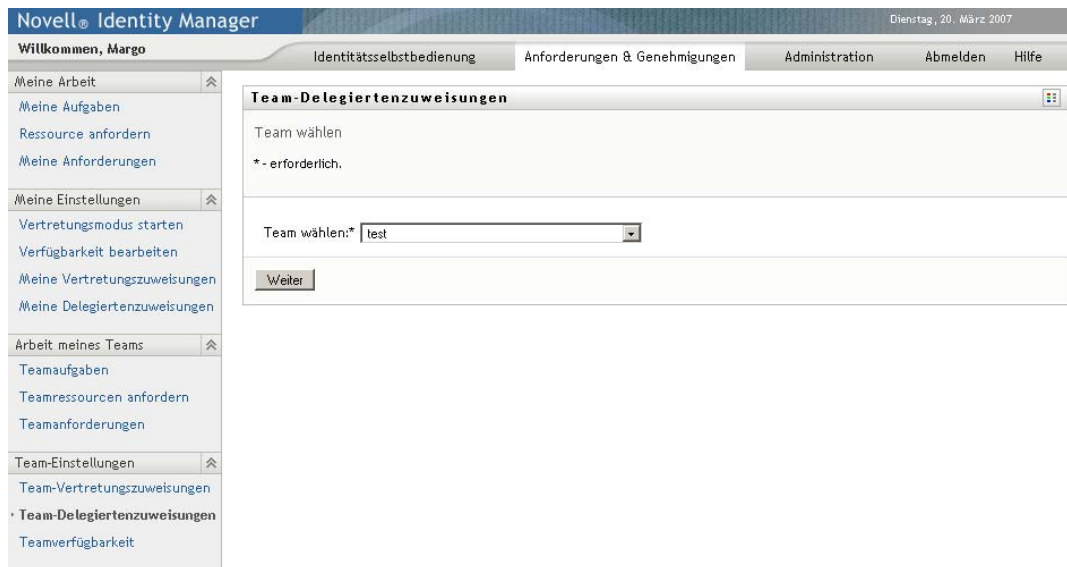 Novell® Identity Manager
Dienstag, 20. März 2007
Willkommen, Margo
Identitätsselbstbedienung
Anforderungen & Genehmigungen
Administration
Abmelden
Hilfe
Meine Arbeit
Meine Aufgaben
Ressource anfordern
Meine Anforderungen
Meine Einstellungen
Vertretungsmodus starten
Verfügbarkeit bearbeiten
Meine Vertretungszuweisungen
Meine Delegiertenzuweisungen
Arbeit meines Teams
Teamaufgaben
Teamressourcen anfordern
Teamanforderungen
Team-Einstellungen
Team-Vertretungszuweisungen
Team-Delegiertenzuweisungen
Teamverfügbarkeit
Team-Delegiertenzuweisungen
Team wählen
* - erforderlich.
Team wählen:* test
Weiter